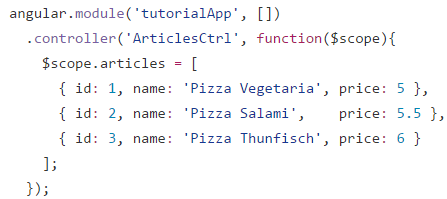 angular.module('tutorialApp', [])
  .controller('ArticlesCtrl', function($scope){
    $scope.articles = [
      { id: 1, name: 'Pizza Vegetaria', price: 5 },
      { id: 2, name: 'Pizza Salami',    price: 5.5 },
      { id: 3, name: 'Pizza Thunfisch', price: 6 }
    ];
  });